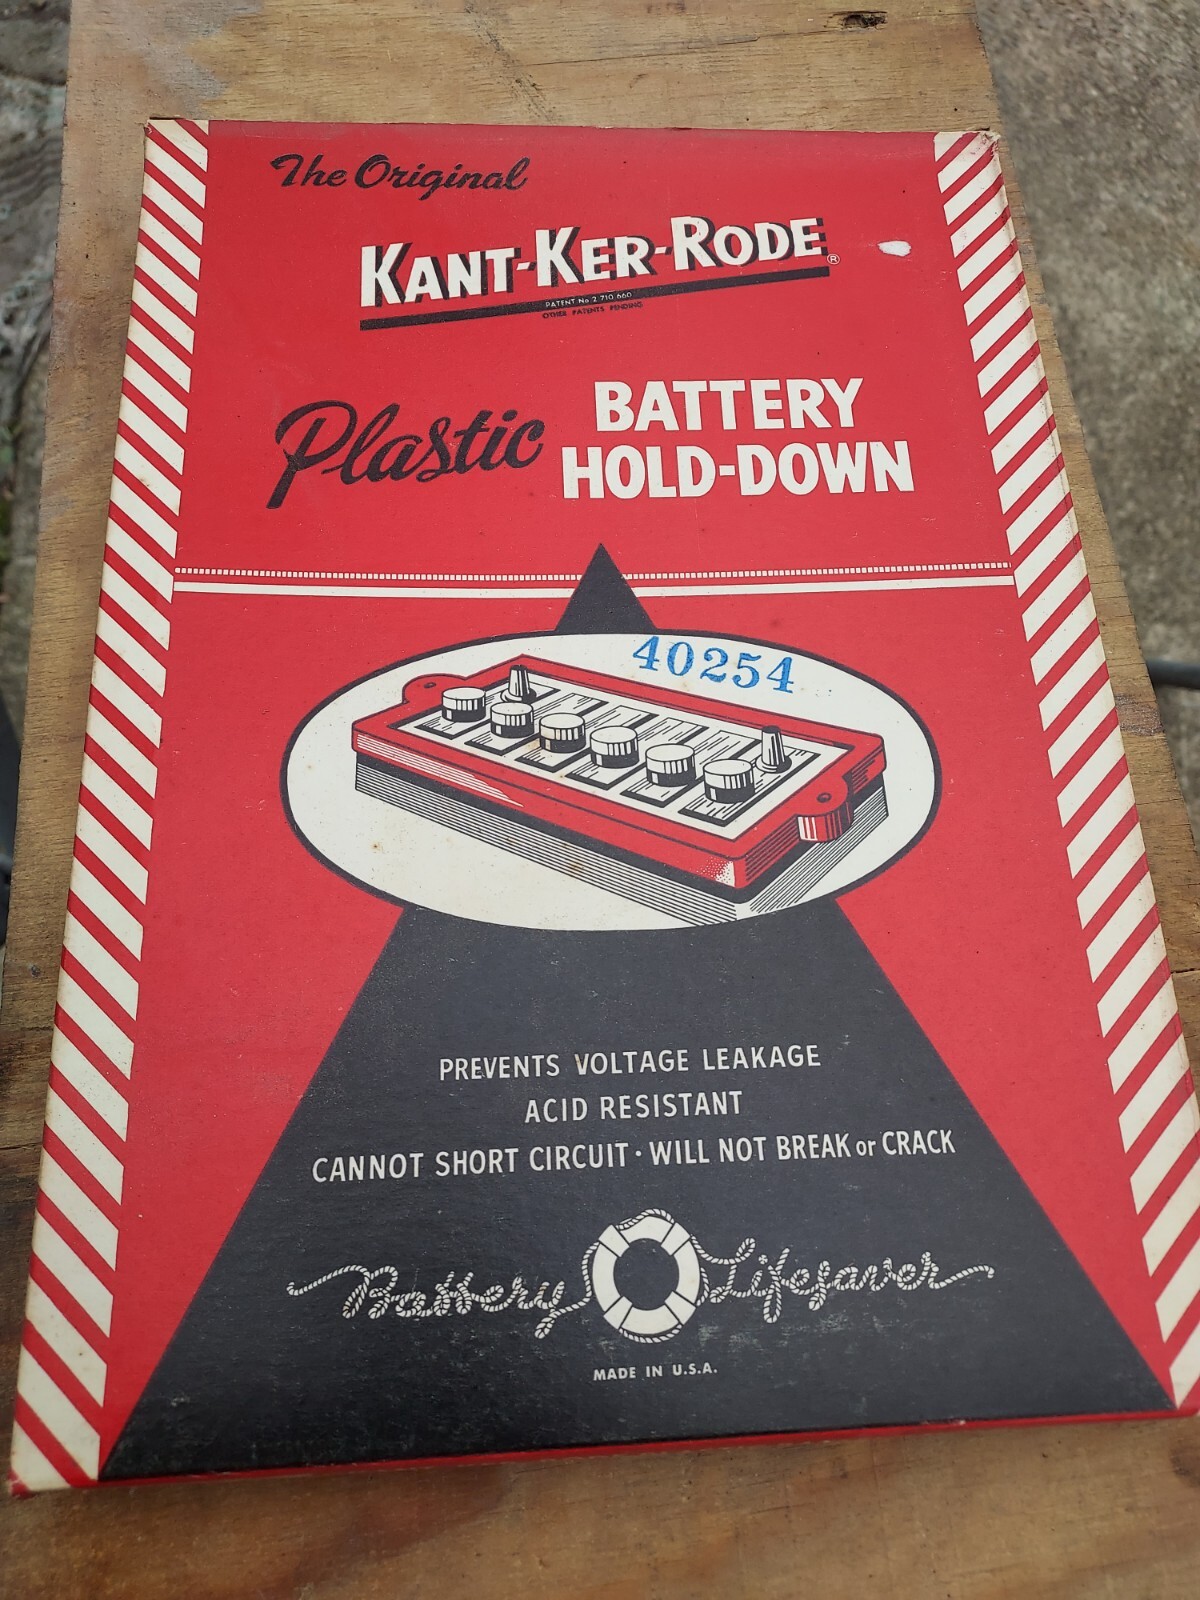 The Original
KANT-KER-RODE®
PATENT No 2 710 660
OTHER PATENTS PENDING
Plastic BATTERY
HOLD-DOWN
40254
PREVENTS VOLTAGE LEAKAGE
ACID RESISTANT
CANNOT SHORT CIRCUIT · WILL NOT BREAK or CRACK
Battery Lifesaver
MADE IN U.S.A.